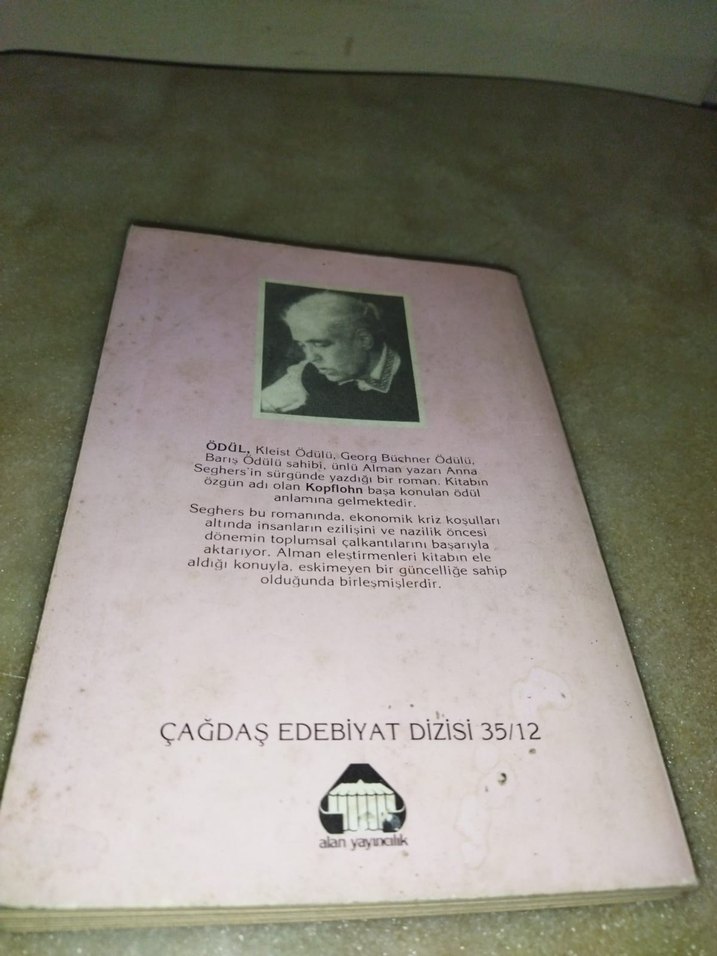 ÖDÜL, Kleist Ödülü, Georg Büchner Ödülü,
Barış Ödülü sahibi, ünlü Alman yazarı Anna
Seghers'in sürgünde yazdığı bir roman. Kitabın
özgün adı olan Kopflohn başa konulan ödül
anlamına gelmektedir.
Seghers bu romanında, ekonomik kriz koşulları
altında insanların ezilişini ve nazilik öncesi
dönemin toplumsal çalkantılarını başarıyla
aktarıyor. Alman eleştirmenleri kitabın ele
aldığı konuyla, eskimeyen bir güncelliğe sahip
olduğunda birleşmişlerdir.
ÇAĞDAŞ EDEBİYAT DİZİSİ 35/12
alan yayıncılık